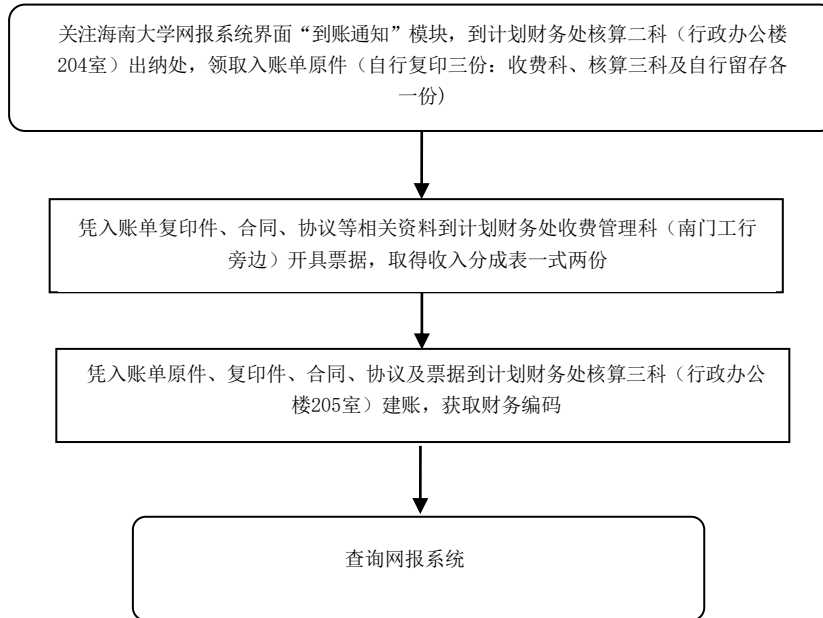 关注海南大学网报系统界面“到账通知”模块，到计划财务处核算二科（行政办公楼
204室）出纳处，领取入账单原件（自行复印三份：收费科、核算三科及自行留存各
一份)
凭入账单复印件、合同、协议等相关资料到计划财务处收费管理科（南门工行
旁边）开具票据，取得收入分成表一式两份
凭入账单原件、复印件、合同、协议及票据到计划财务处核算三科（行政办公
楼205室）建账，获取财务编码
查询网报系统